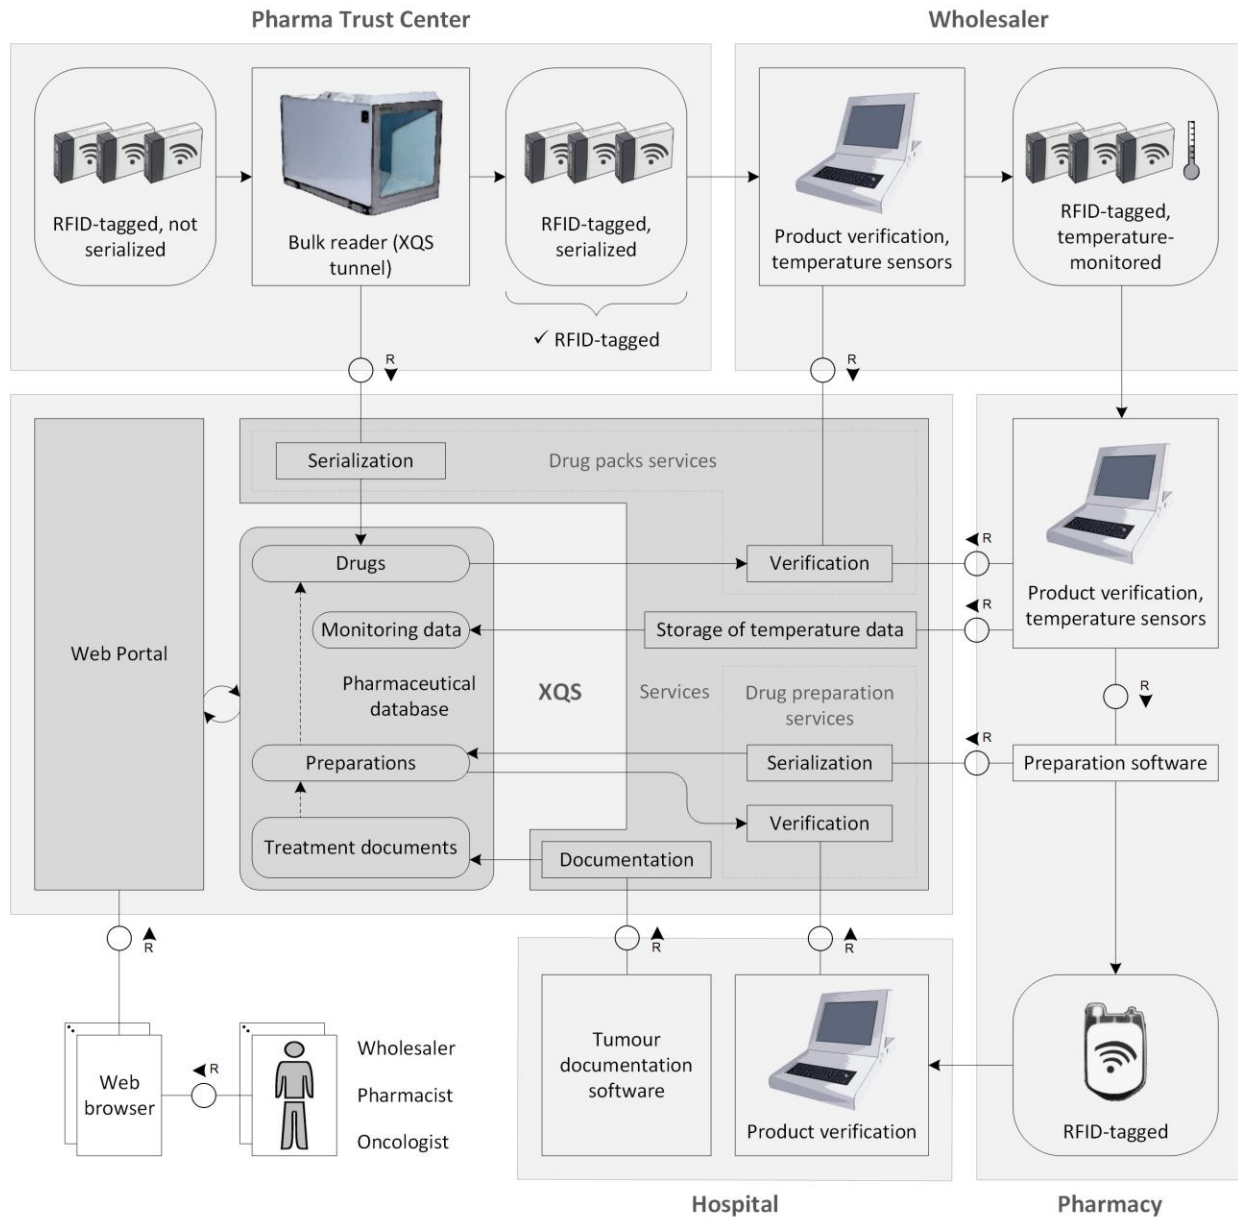 Pharma Trust Center
Wholesaler
RFID-tagged, not
serialized
Bulk reader (XQS
tunnel)
RFID-tagged,
serialized
✓ RFID-tagged
Product verification,
temperature sensors
RFID-tagged,
temperature-
monitored
R
R
Serialization
Drug packs services
Drugs
Verification
R
Product verification,
temperature sensors
Monitoring data
Storage of temperature data
R
Web Portal
Pharmaceutical
database
XQS
Services
Drug preparation
services
R
Preparations
Serialization
R
Preparation software
Verification
Treatment documents
Documentation
R
R
R
Web
browser
R
Wholesaler
Pharmacist
Oncologist
Tumour
documentation
software
Product verification
RFID-tagged
Hospital
Pharmacy